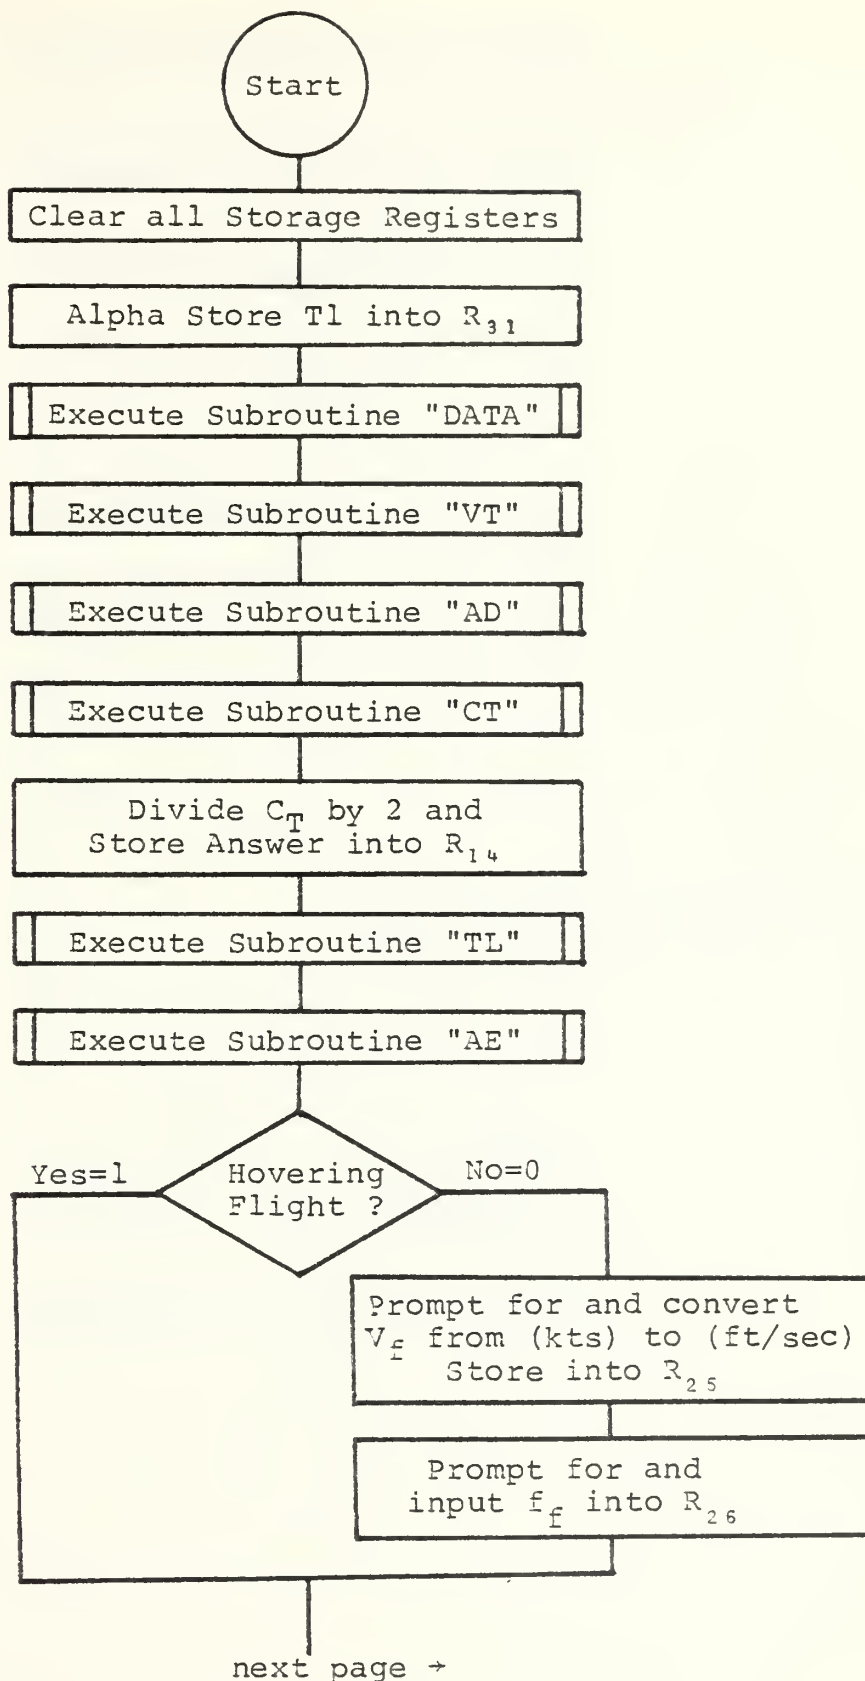 Start
Clear all Storage Registers
Alpha Store T1 into R₃₁
Execute Subroutine "DATA"
Execute Subroutine "VT"
Execute Subroutine "AD"
Execute Subroutine "CT"
Divide C_T by 2 and
Store Answer into R₁₄
Execute Subroutine "TL"
Execute Subroutine "AE"
Yes=1
Hovering
Flight ?
No=0
Prompt for and convert
V_f from (kts) to (ft/sec)
Store into R₂₅
Prompt for and
input f_f into R₂₆
next page →